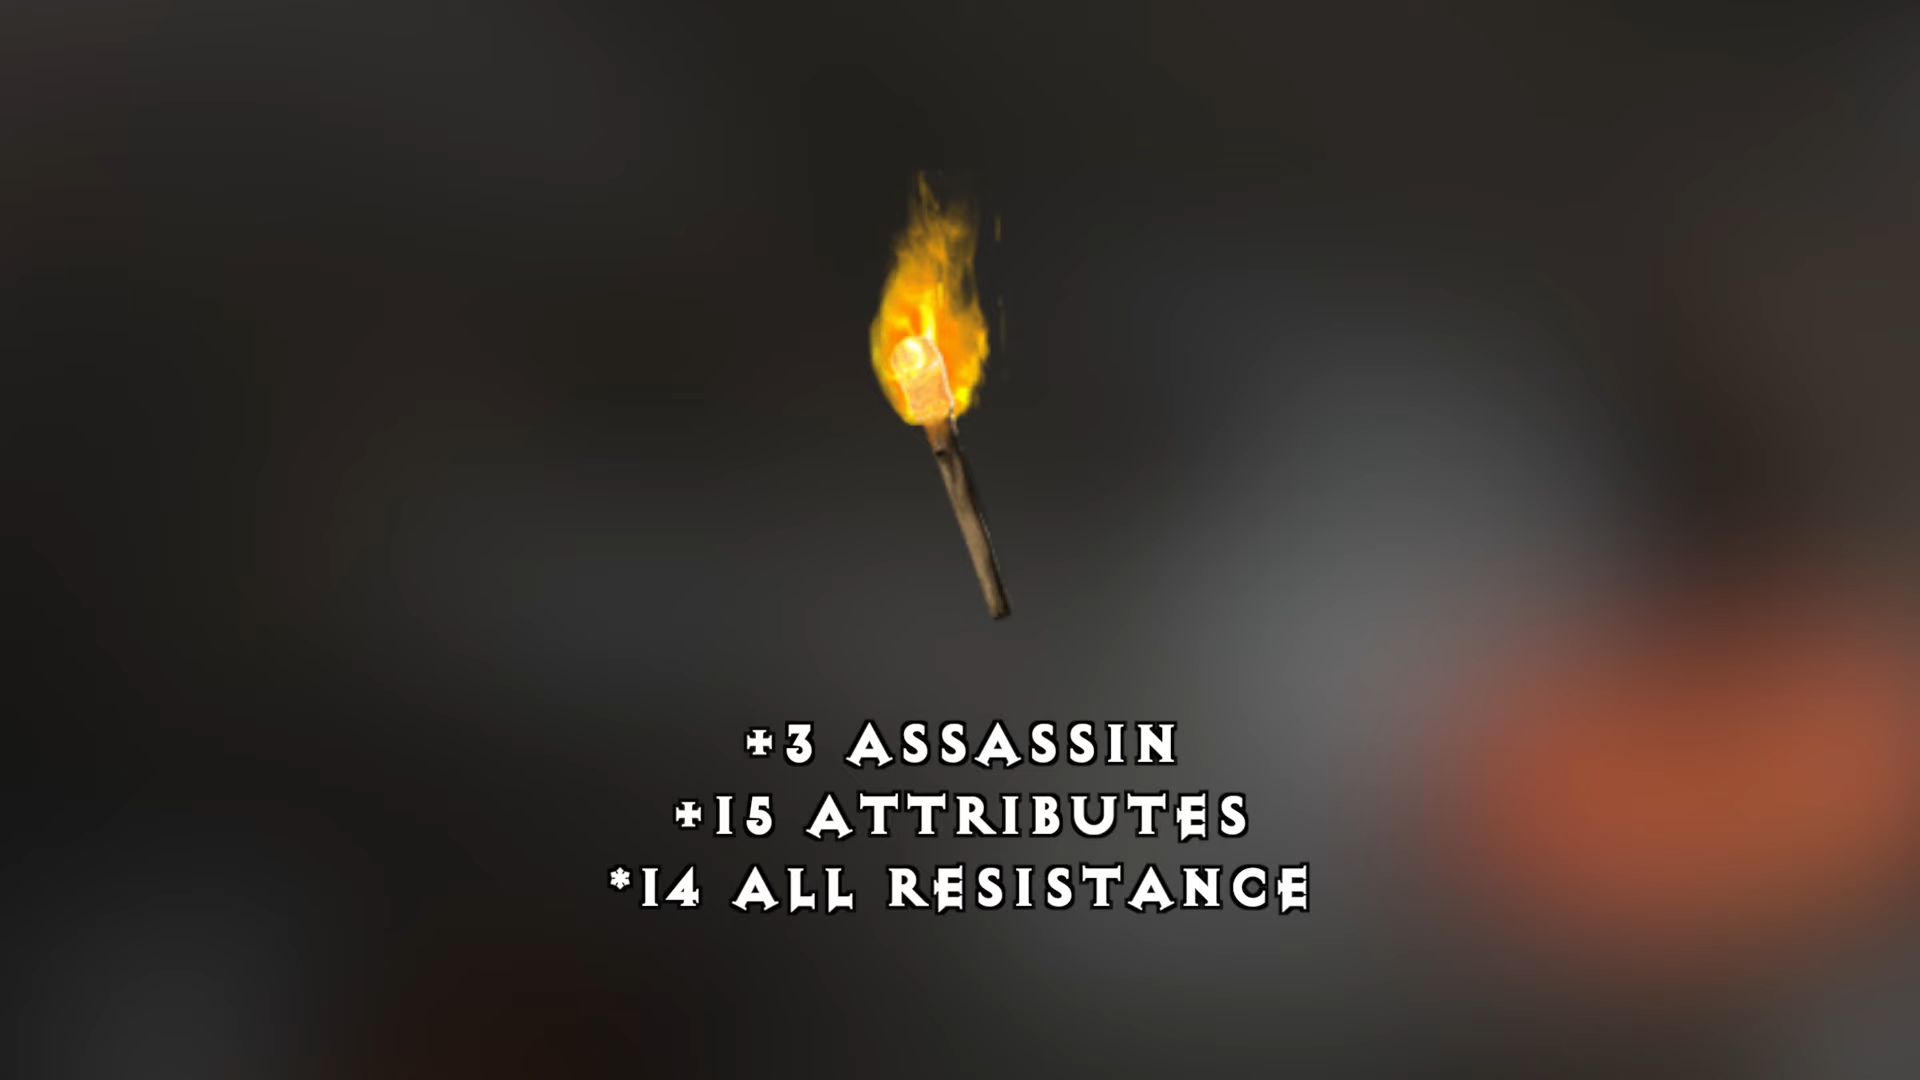 +3 ASSASSIN
+15 ATTRIBUTES
*14 ALL RESISTANCE